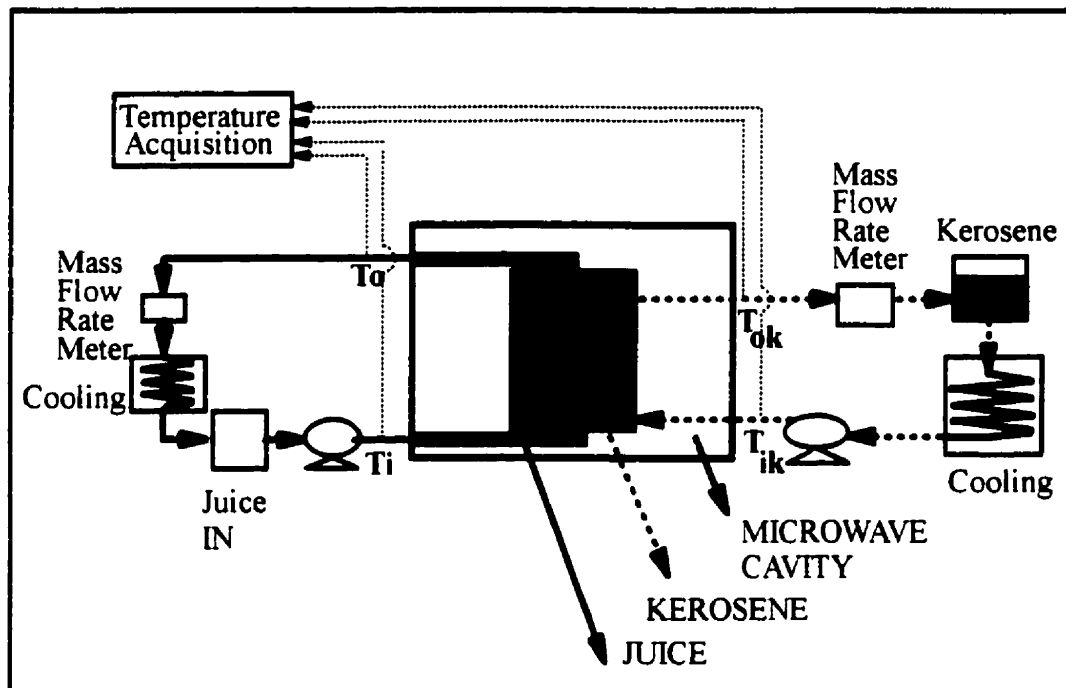 Temperature
Acquisition
Mass
Flow
Rate
Meter
Kerosene
Mass
Flow
Rate
Meter
To
Tok
Cooling
Ti
Tik
Cooling
Juice
IN
MICROWAVE
CAVITY
KEROSENE
JUICE